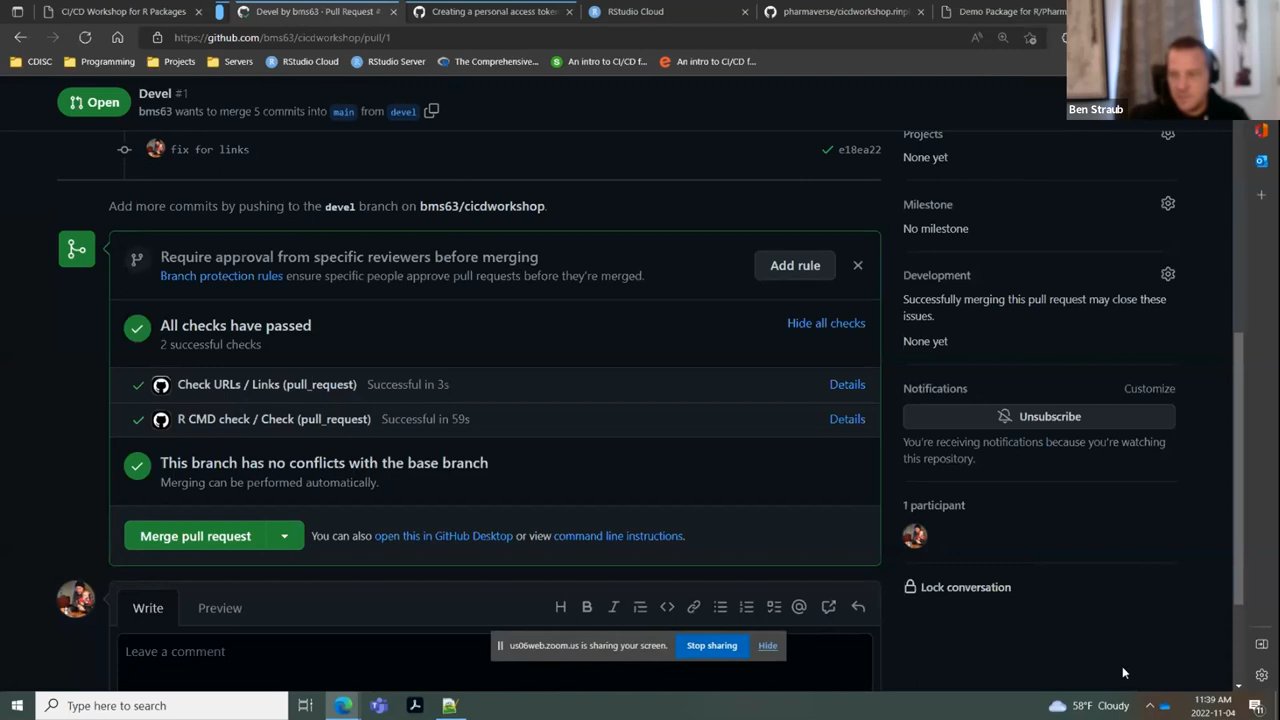 CI/CD Workshop for R Packages
Devel by bms63 · Pull Request #
Creating a personal access toke
RStudio Cloud
pharmaverse/cicdworkshop.rinp
Demo Package for R/Pharm
https://github.com/bms63/cicdworkshop/pull/1
CDISC
Programming
Projects
Servers
RStudio Cloud
RStudio Server
The Comprehensive...
An intro to CI/CD f...
An intro to CI/CD f...
Ben Straub
Open
Devel #1
bms63 wants to merge 5 commits into main from devel
fix for links
e18ea22
Add more commits by pushing to the devel branch on bms63/cicdworkshop.
Require approval from specific reviewers before merging
Branch protection rules ensure specific people approve pull requests before they're merged.
Add rule
All checks have passed
2 successful checks
Hide all checks
Check URLs / Links (pull_request) Successful in 3s
Details
R CMD check / Check (pull_request) Successful in 59s
Details
This branch has no conflicts with the base branch
Merging can be performed automatically.
Merge pull request
You can also open this in GitHub Desktop or view command line instructions.
Write
Preview
H B I
Leave a comment
Projects
None yet
Milestone
No milestone
Development
Successfully merging this pull request may close these
issues.
None yet
Notifications
Customize
Unsubscribe
You're receiving notifications because you're watching
this repository.
1 participant
Lock conversation
us06web.zoom.us is sharing your screen.
Stop sharing
Hide
Type here to search
58°F Cloudy
11:39 AM
2022-11-04
11